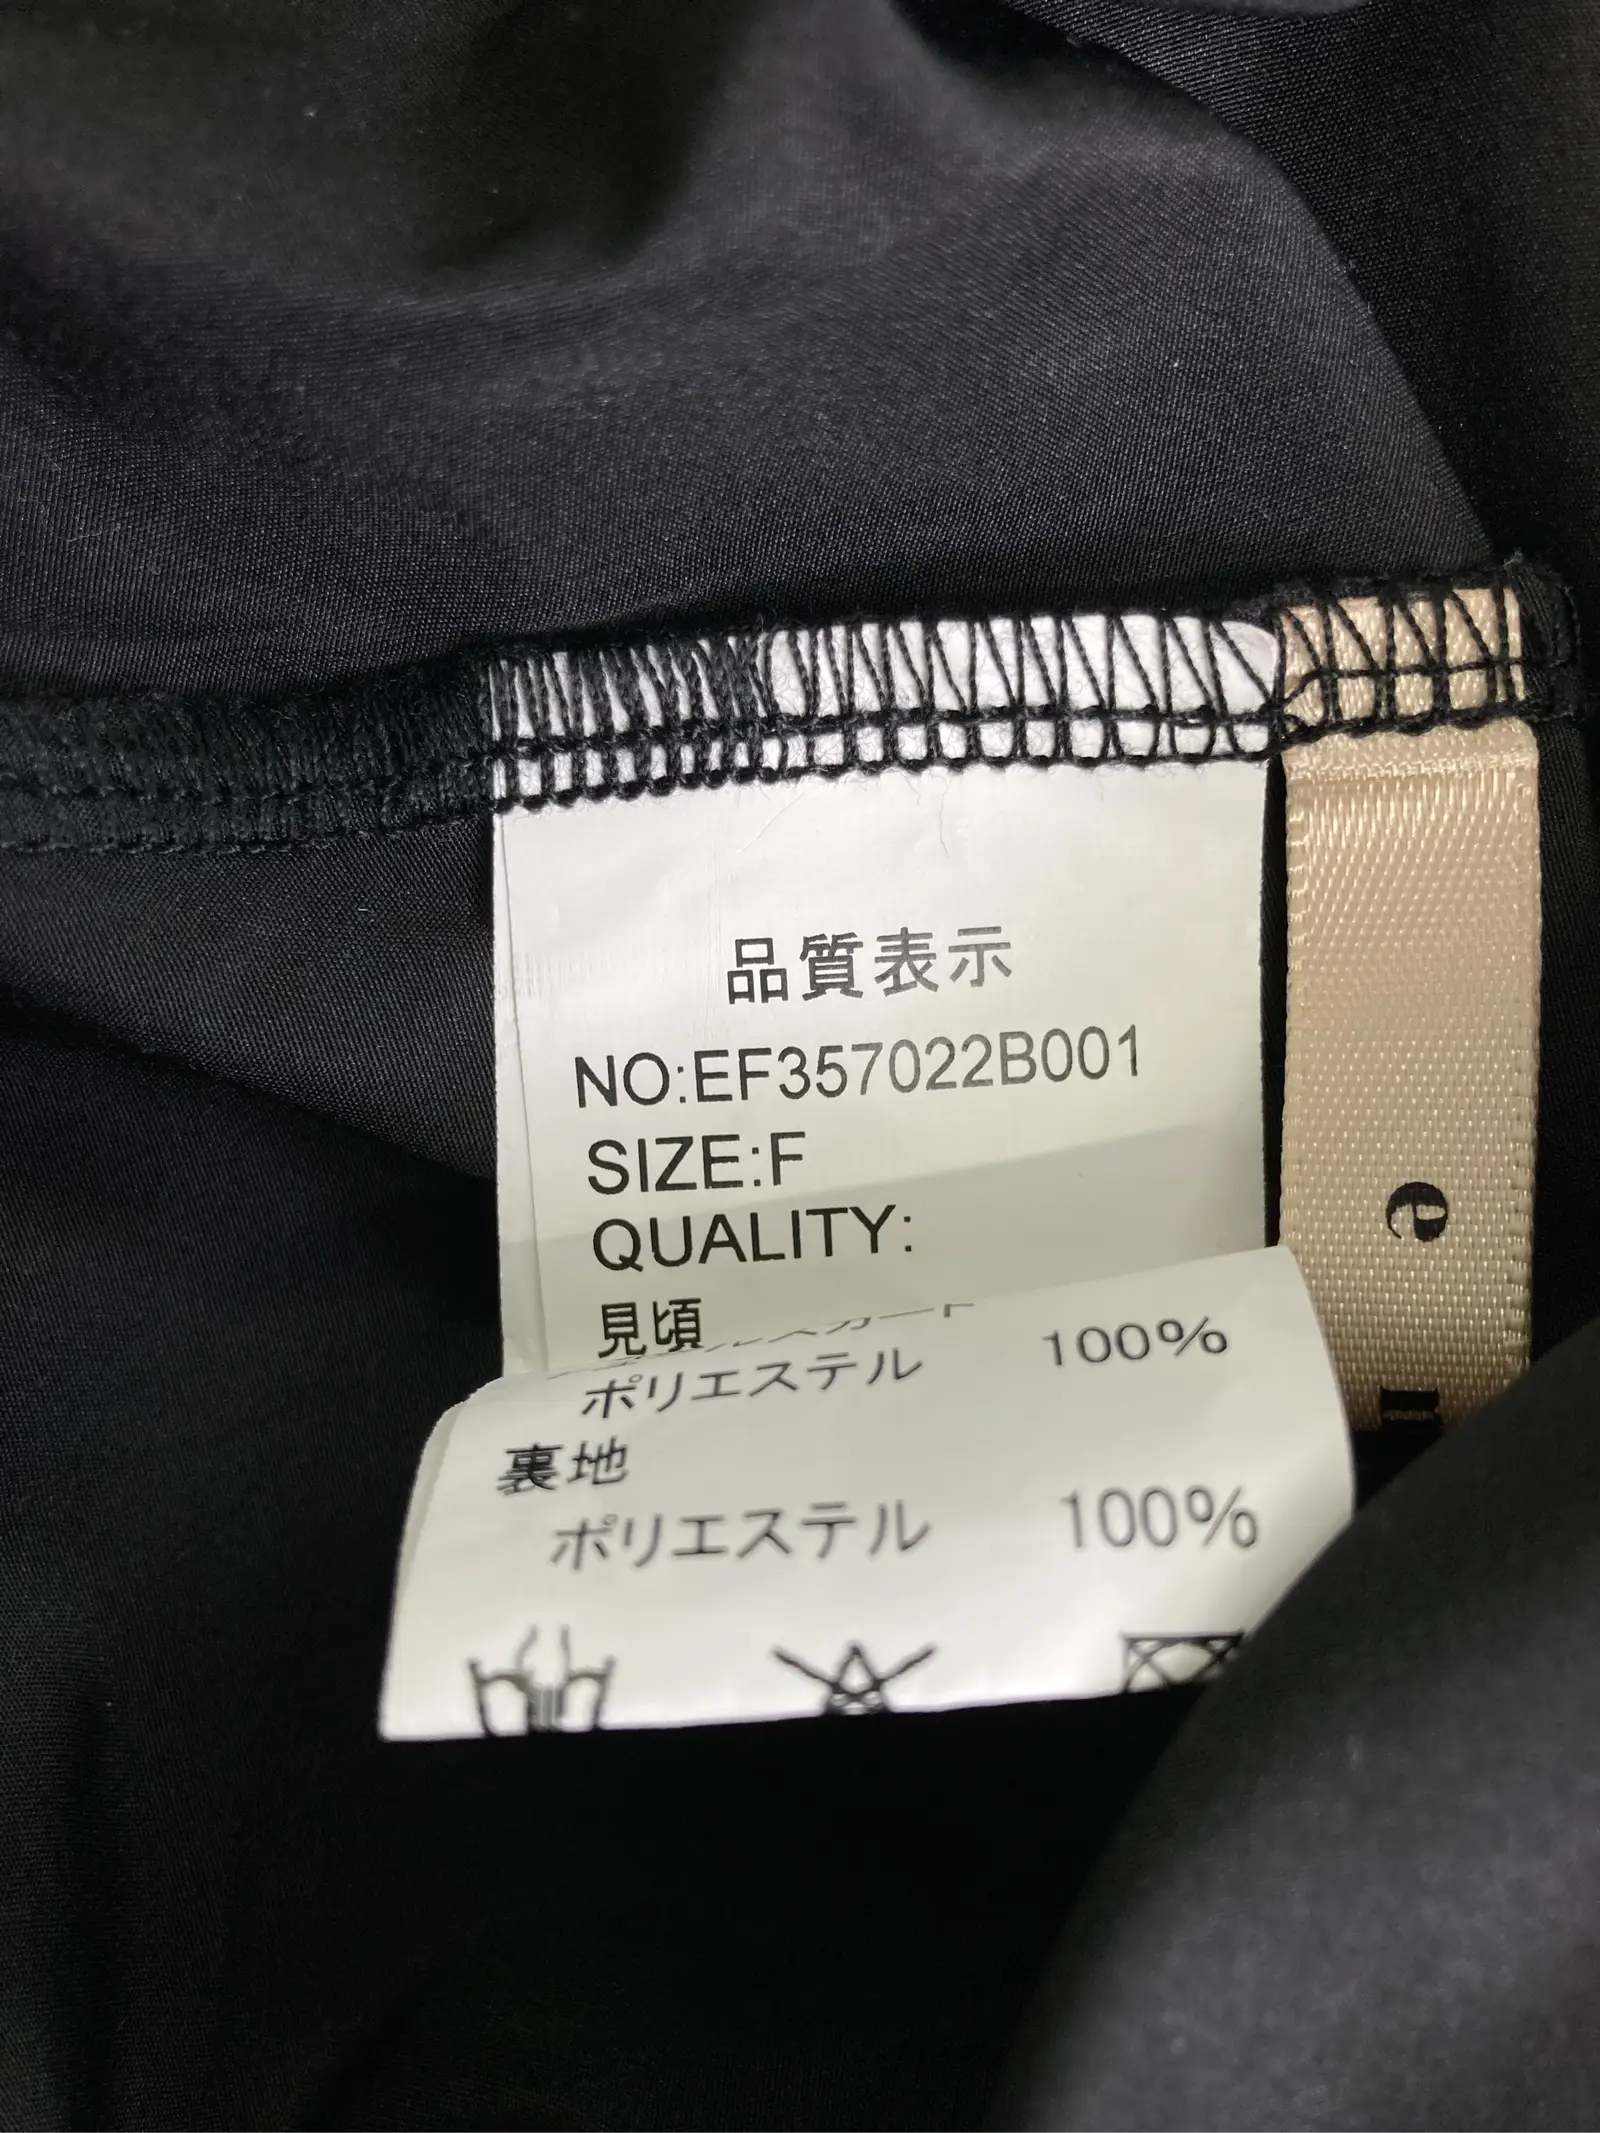 品質表示
NO:EF357022B001
SIZE:F
QUALITY:
見頃
ポリエステル 100%
裏地
ポリエステル 100%
e